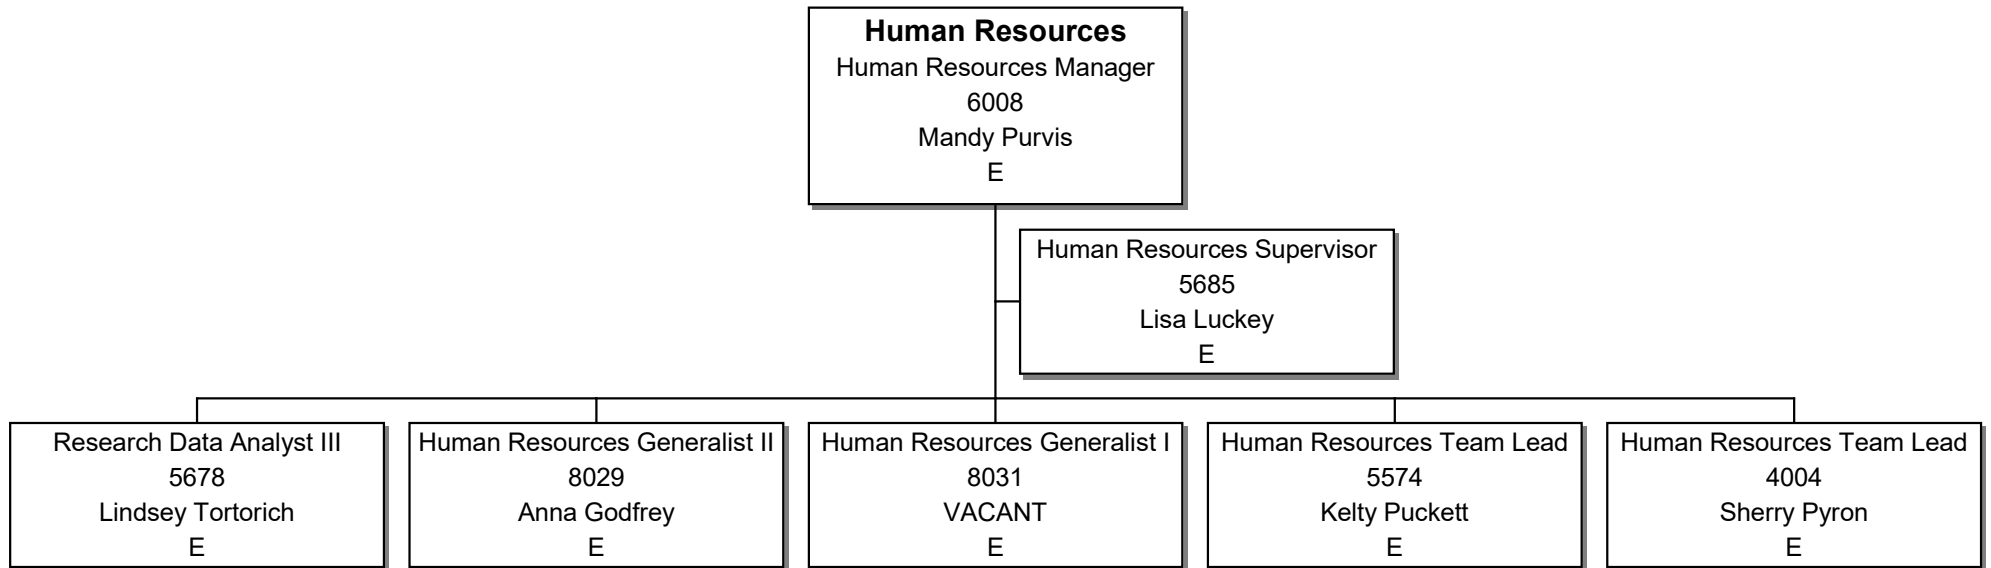 Human Resources
Human Resources Manager
6008
Mandy Purvis
E
Human Resources Supervisor
5685
Lisa Luckey
E
Research Data Analyst III
5678
Lindsey Tortorich
E
Human Resources Generalist II
8029
Anna Godfrey
E
Human Resources Generalist I
8031
VACANT
E
Human Resources Team Lead
5574
Kelty Puckett
E
Human Resources Team Lead
4004
Sherry Pyron
E